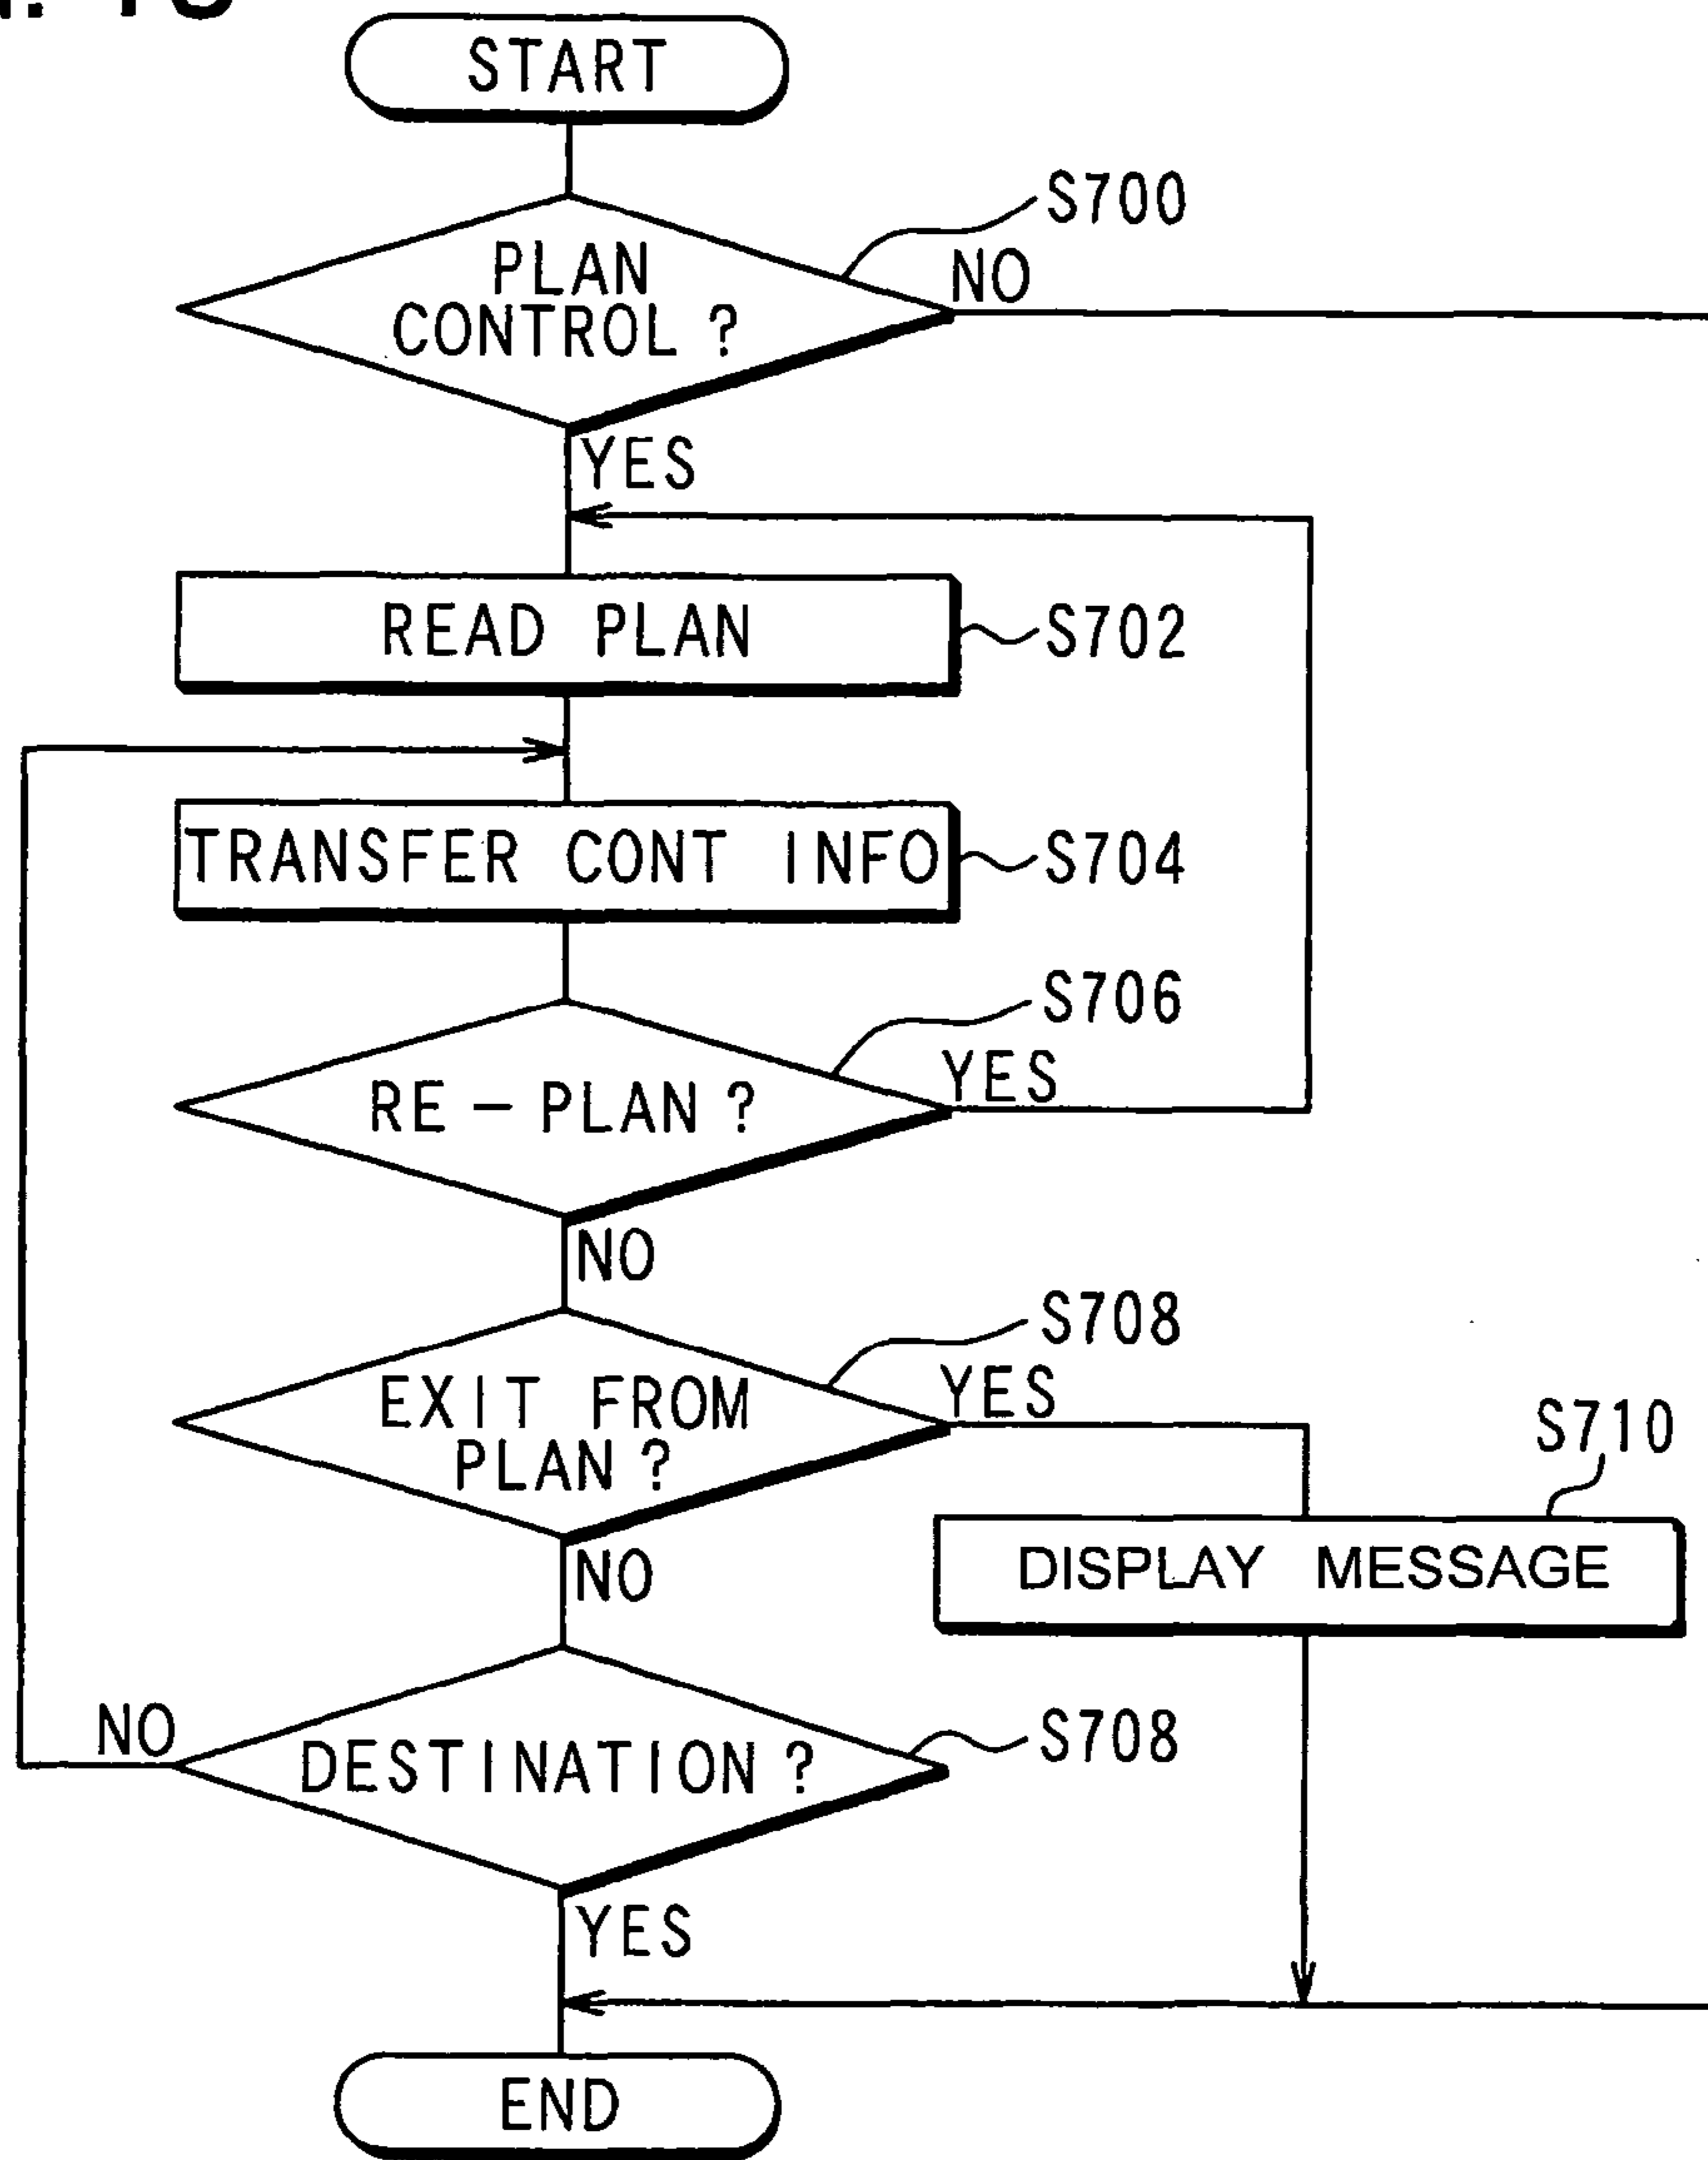 START
S700
PLAN
CONTROL ?
NO
YES
READ PLAN
S702
TRANSFER CONT INFO
S704
S706
RE-PLAN ?
YES
NO
S708
EXIT FROM
PLAN ?
YES
S710
NO
DISPLAY MESSAGE
NO
DESTINATION ?
S708
YES
END